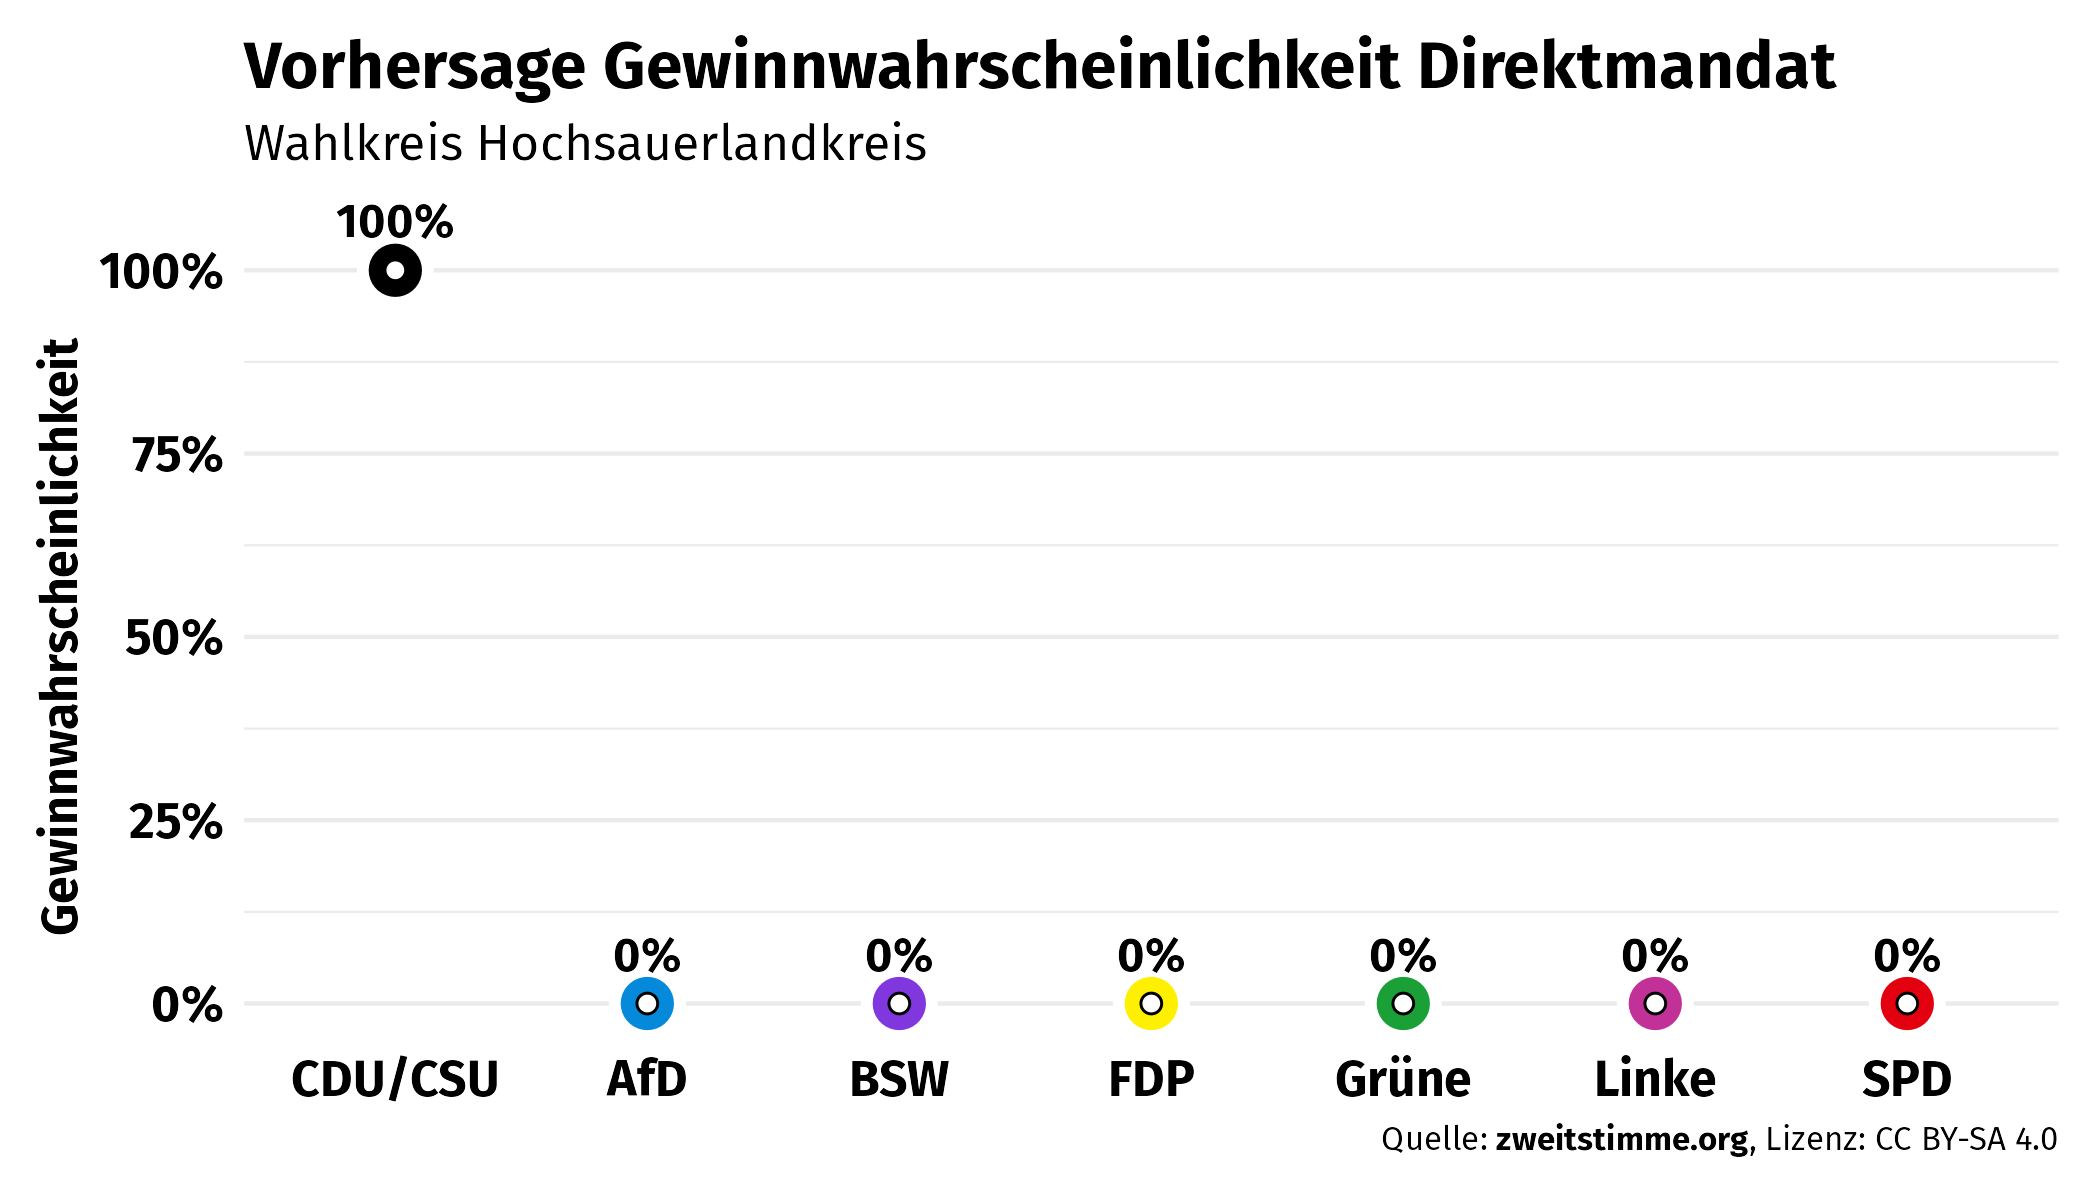 Vorhersage Gewinnwahrscheinlichkeit Direktmandat
Wahlkreis Hochsauerlandkreis
Gewinnwahrscheinlichkeit
100%
100%
75%
50%
25%
0%
0%
0%
0%
0%
0%
0%
0%
CDU/CSU
AfD
BSW
FDP
Grüne
Linke
SPD
Quelle: zweitstimme.org, Lizenz: CC BY-SA 4.0